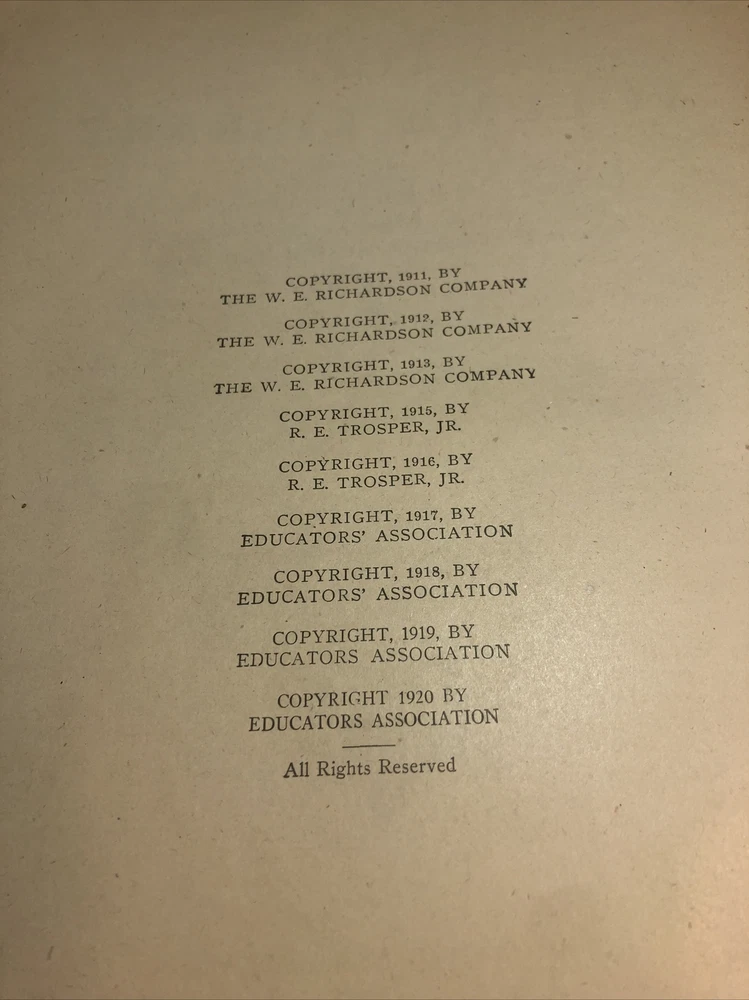 COPYRIGHT, 1911, BY
THE W. E. RICHARDSON COMPANY
COPYRIGHT, 1912, BY
THE W. E. RICHARDSON COMPANY
COPYRIGHT, 1913, BY
THE W. E. RICHARDSON COMPANY
COPYRIGHT, 1915, BY
R. E. TROSPER, JR.
COPYRIGHT, 1916, BY
R. E. TROSPER, JR.
COPYRIGHT, 1917, BY
EDUCATORS' ASSOCIATION
COPYRIGHT, 1918, BY
EDUCATORS' ASSOCIATION
COPYRIGHT, 1919, BY
EDUCATORS ASSOCIATION
COPYRIGHT 1920 BY
EDUCATORS ASSOCIATION
All Rights Reserved